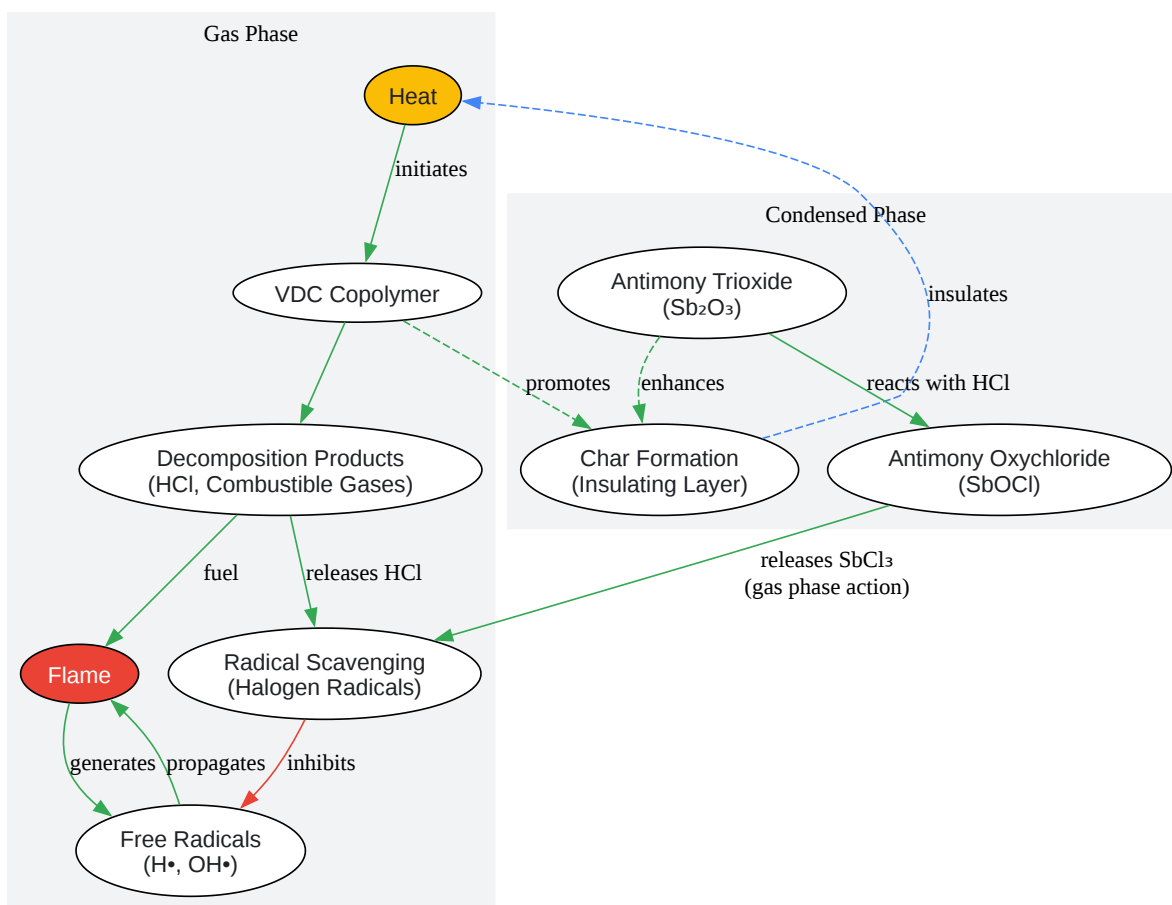 Gas Phase
Heat
initiates
Condensed Phase
VDC Copolymer
Antimony Trioxide
(Sb₂O₃)
insulates
promotes
enhances
reacts with HCl
Decomposition Products
(HCl, Combustible Gases)
Char Formation
(Insulating Layer)
Antimony Oxychloride
(SbOCl)
fuel
releases HCl
releases SbCl₃
(gas phase action)
Flame
Radical Scavenging
(Halogen Radicals)
generates
propagates
inhibits
Free Radicals
(H•, OH•)